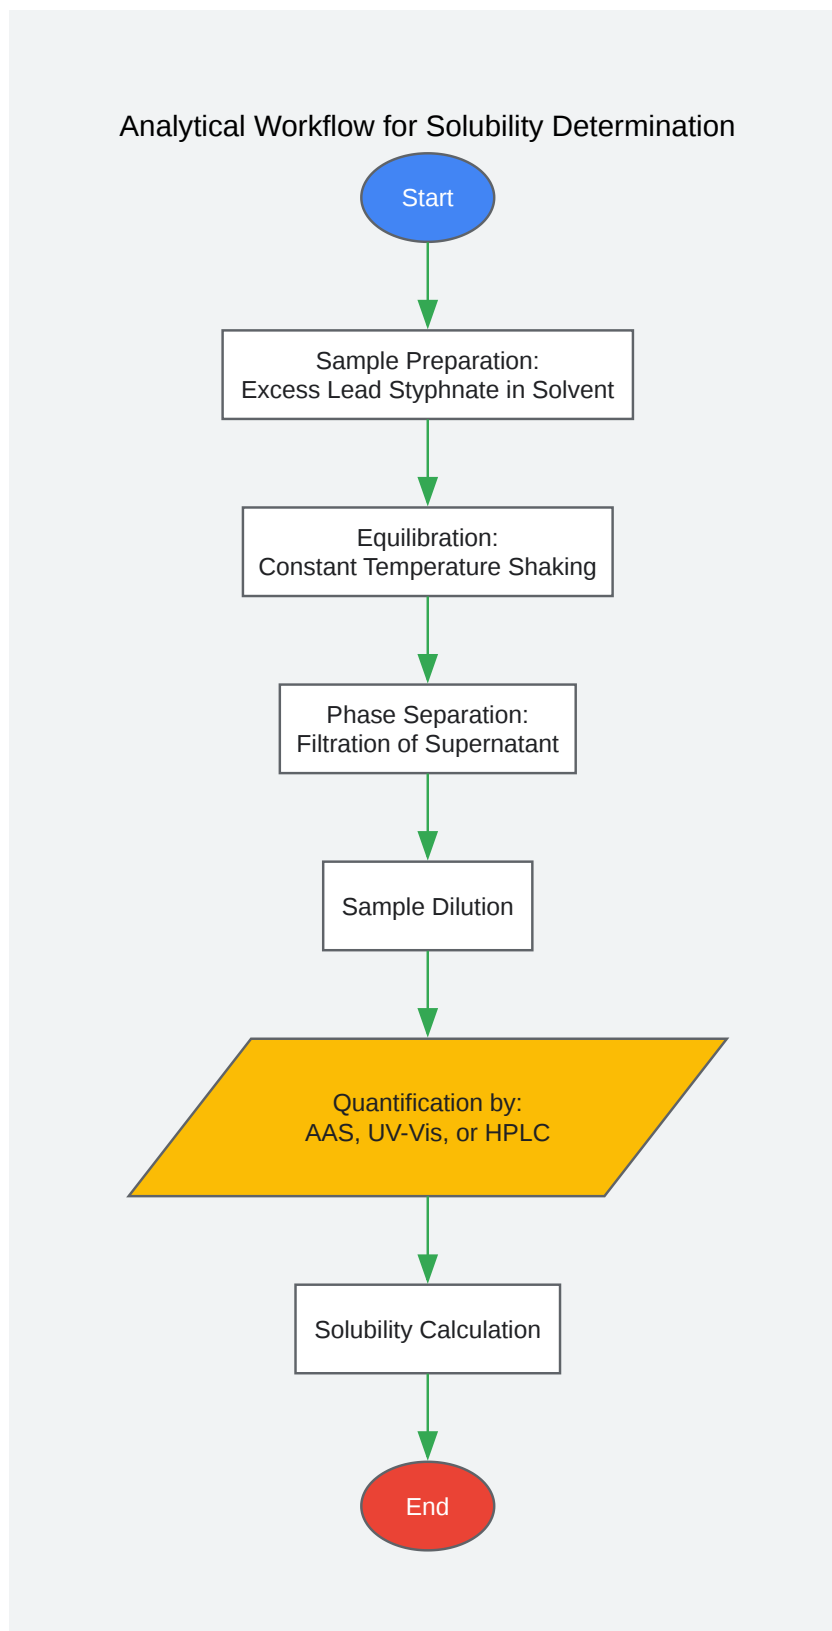 Analytical Workflow for Solubility Determination
Start
Sample Preparation:
Excess Lead Styphnate in Solvent
Equilibration:
Constant Temperature Shaking
Phase Separation:
Filtration of Supernatant
Sample Dilution
Quantification by:
AAS, UV-Vis, or HPLC
Solubility Calculation
End